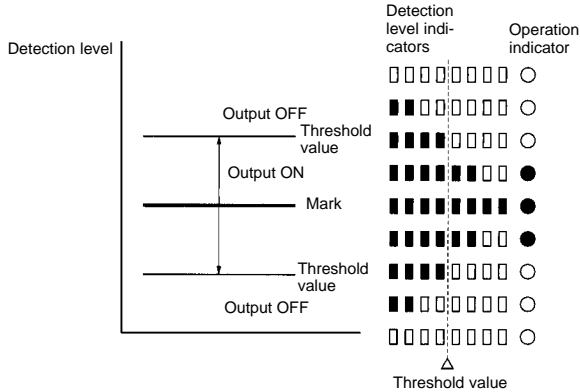 Detection
level indi-
cators
Operation
indicator
Detection level
Output OFF
Threshold
value
Output ON
Mark
Threshold
value
Output OFF
Threshold value